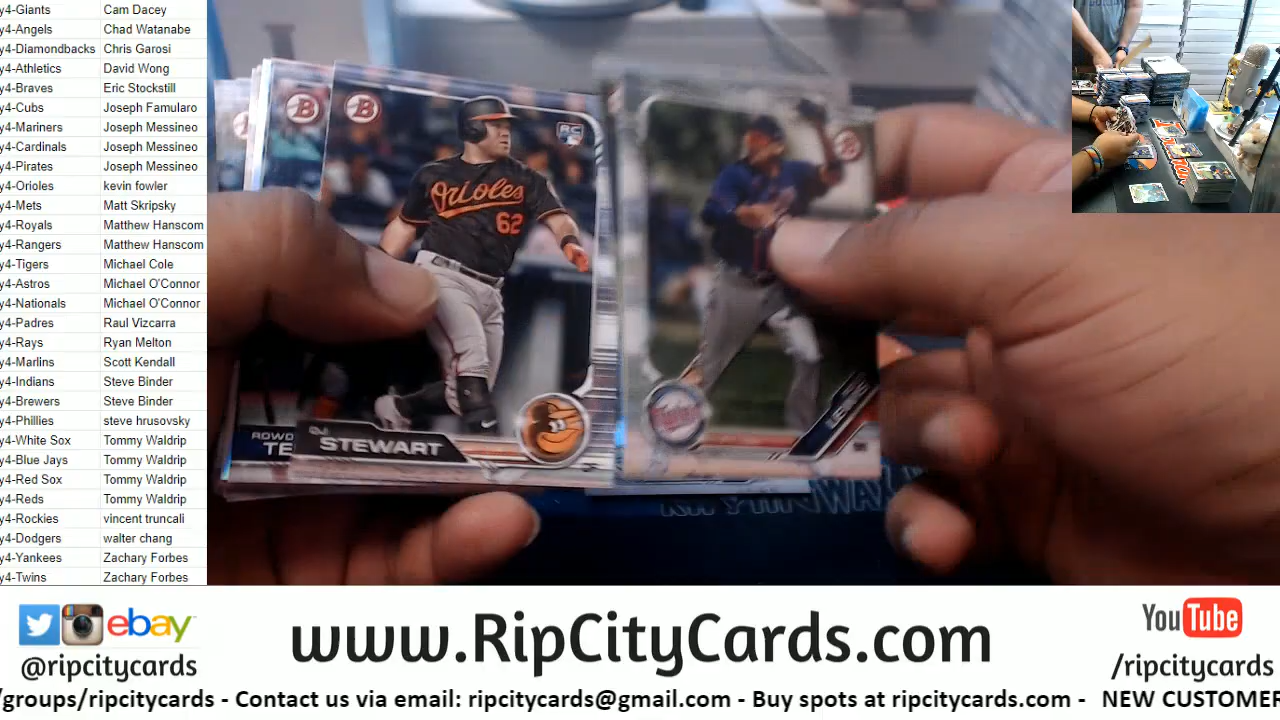 y4-Giants Cam Dacey
y4-Angels Chad Watanabe
y4-Diamondbacks Chris Garosi
y4-Athletics David Wong
y4-Braves Eric Stockstill
y4-Cubs Joseph Famularo
y4-Mariners Joseph Messineo
y4-Cardinals Joseph Messineo
y4-Pirates Joseph Messineo
y4-Orioles kevin fowler
y4-Mets Matt Skripsky
y4-Royals Matthew Hanscom
y4-Rangers Matthew Hanscom
y4-Tigers Michael Cole
y4-Astros Michael O'Connor
y4-Nationals Michael O'Connor
y4-Padres Raul Vizcarra
y4-Rays Ryan Melton
y4-Marlins Scott Kendall
y4-Indians Steve Binder
y4-Brewers Steve Binder
y4-Phillies steve hrusovsky
y4-White Sox Tommy Waldrip
y4-Blue Jays Tommy Waldrip
y4-Red Sox Tommy Waldrip
y4-Reds Tommy Waldrip
y4-Rockies vincent truncali
y4-Dodgers walter chang
y4-Yankees Zachary Forbes
y4-Twins Zachary Forbes
B B B
RC
Orioles
62
ROWD
TE
DJ
STEWART
ebay
@ripcitycards
www.RipCityCards.com
YouTube
/ripcitycards
/groups/ripcitycards - Contact us via email: ripcitycards@gmail.com - Buy spots at ripcitycards.com - NEW CUSTOMER